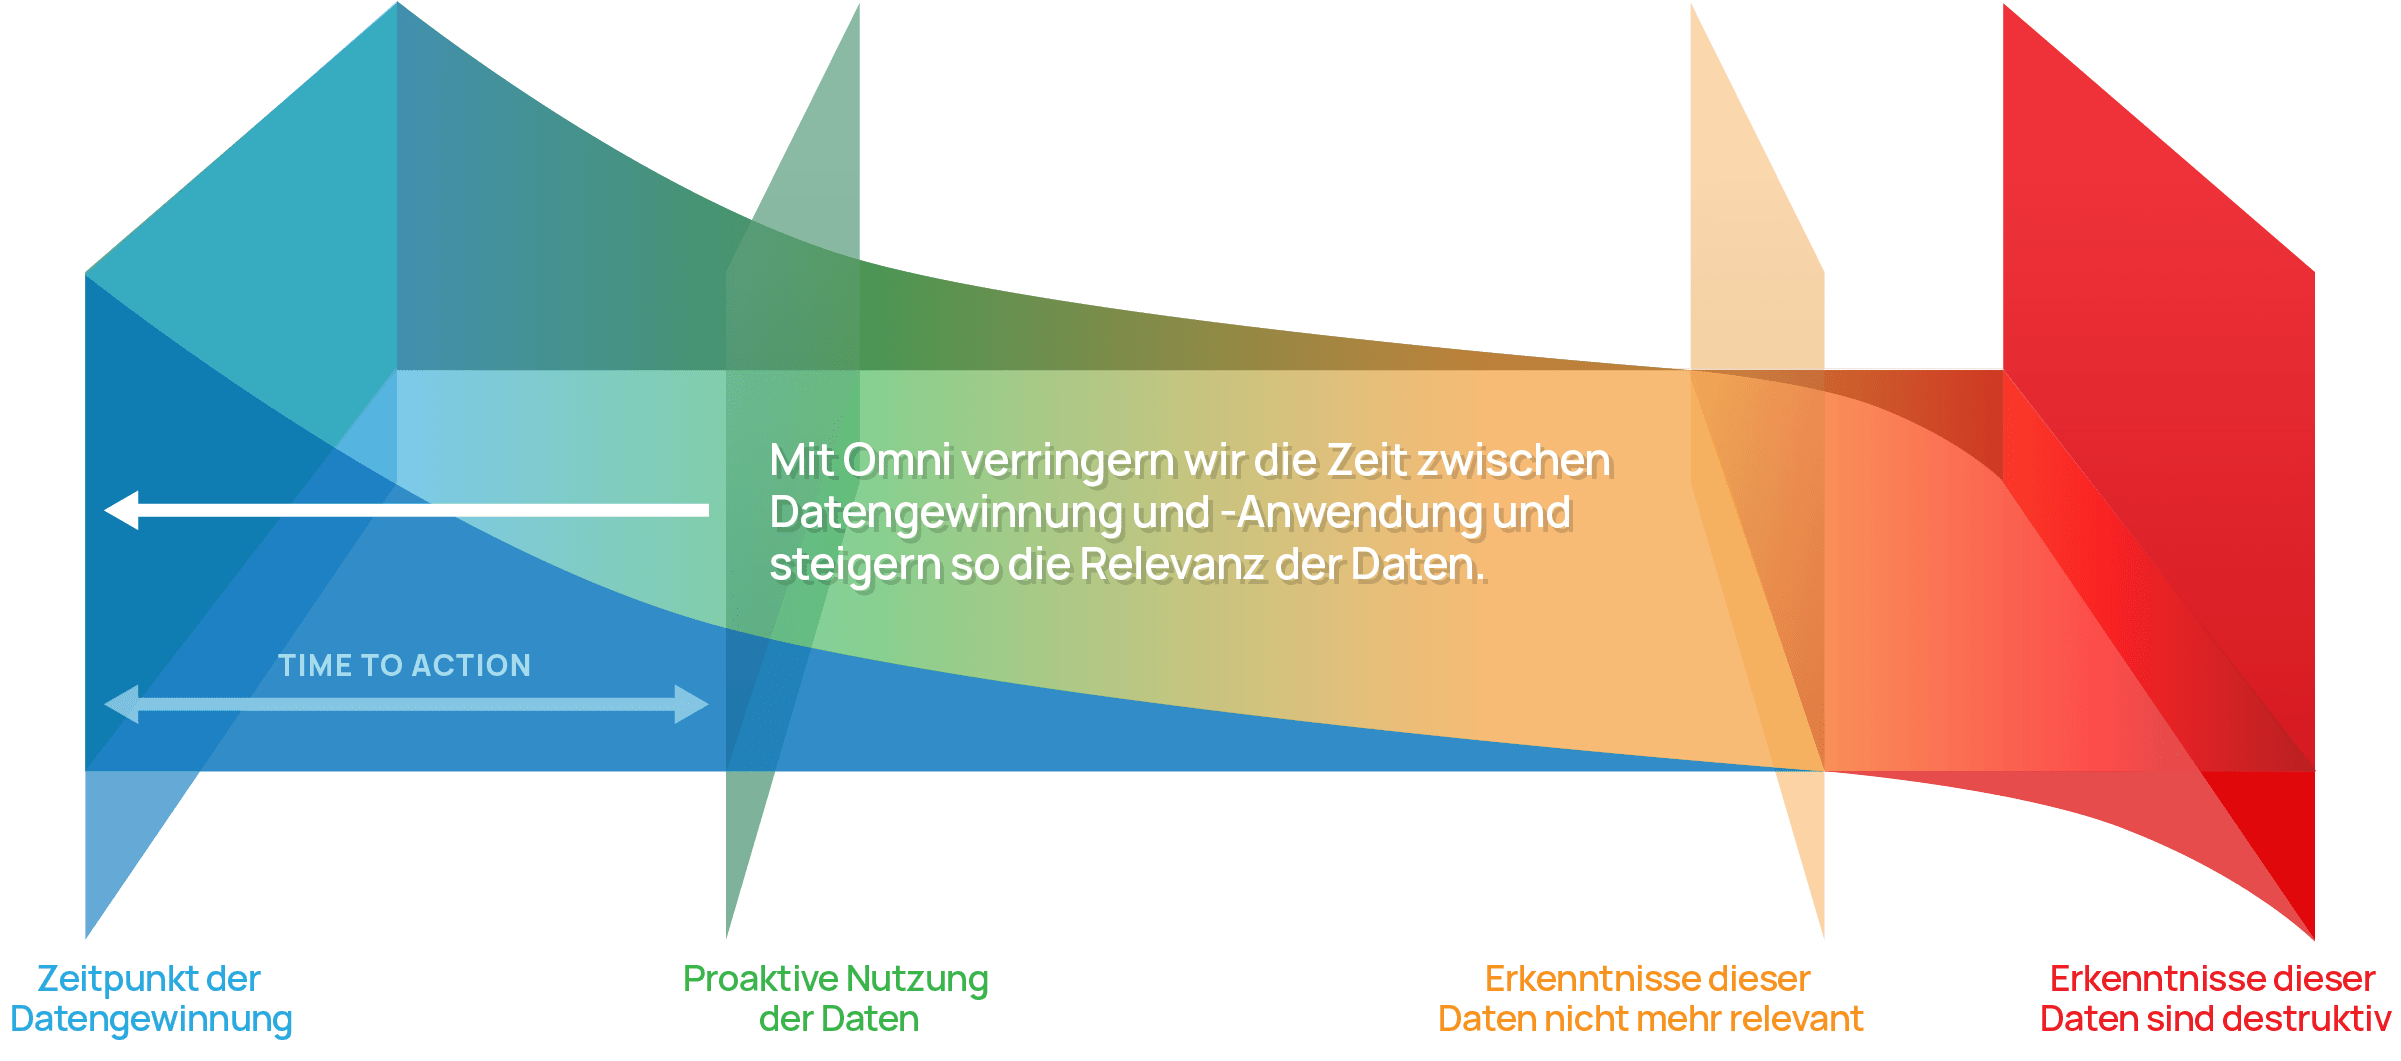 Mit Omni verringern wir die Zeit zwischen
Datengewinnung und -Anwendung und
steigern so die Relevanz der Daten.
TIME TO ACTION
Zeitpunkt der
Datengewinnung
Proaktive Nutzung
der Daten
Erkenntnisse dieser
Daten nicht mehr relevant
Erkenntnisse dieser
Daten sind destruktiv